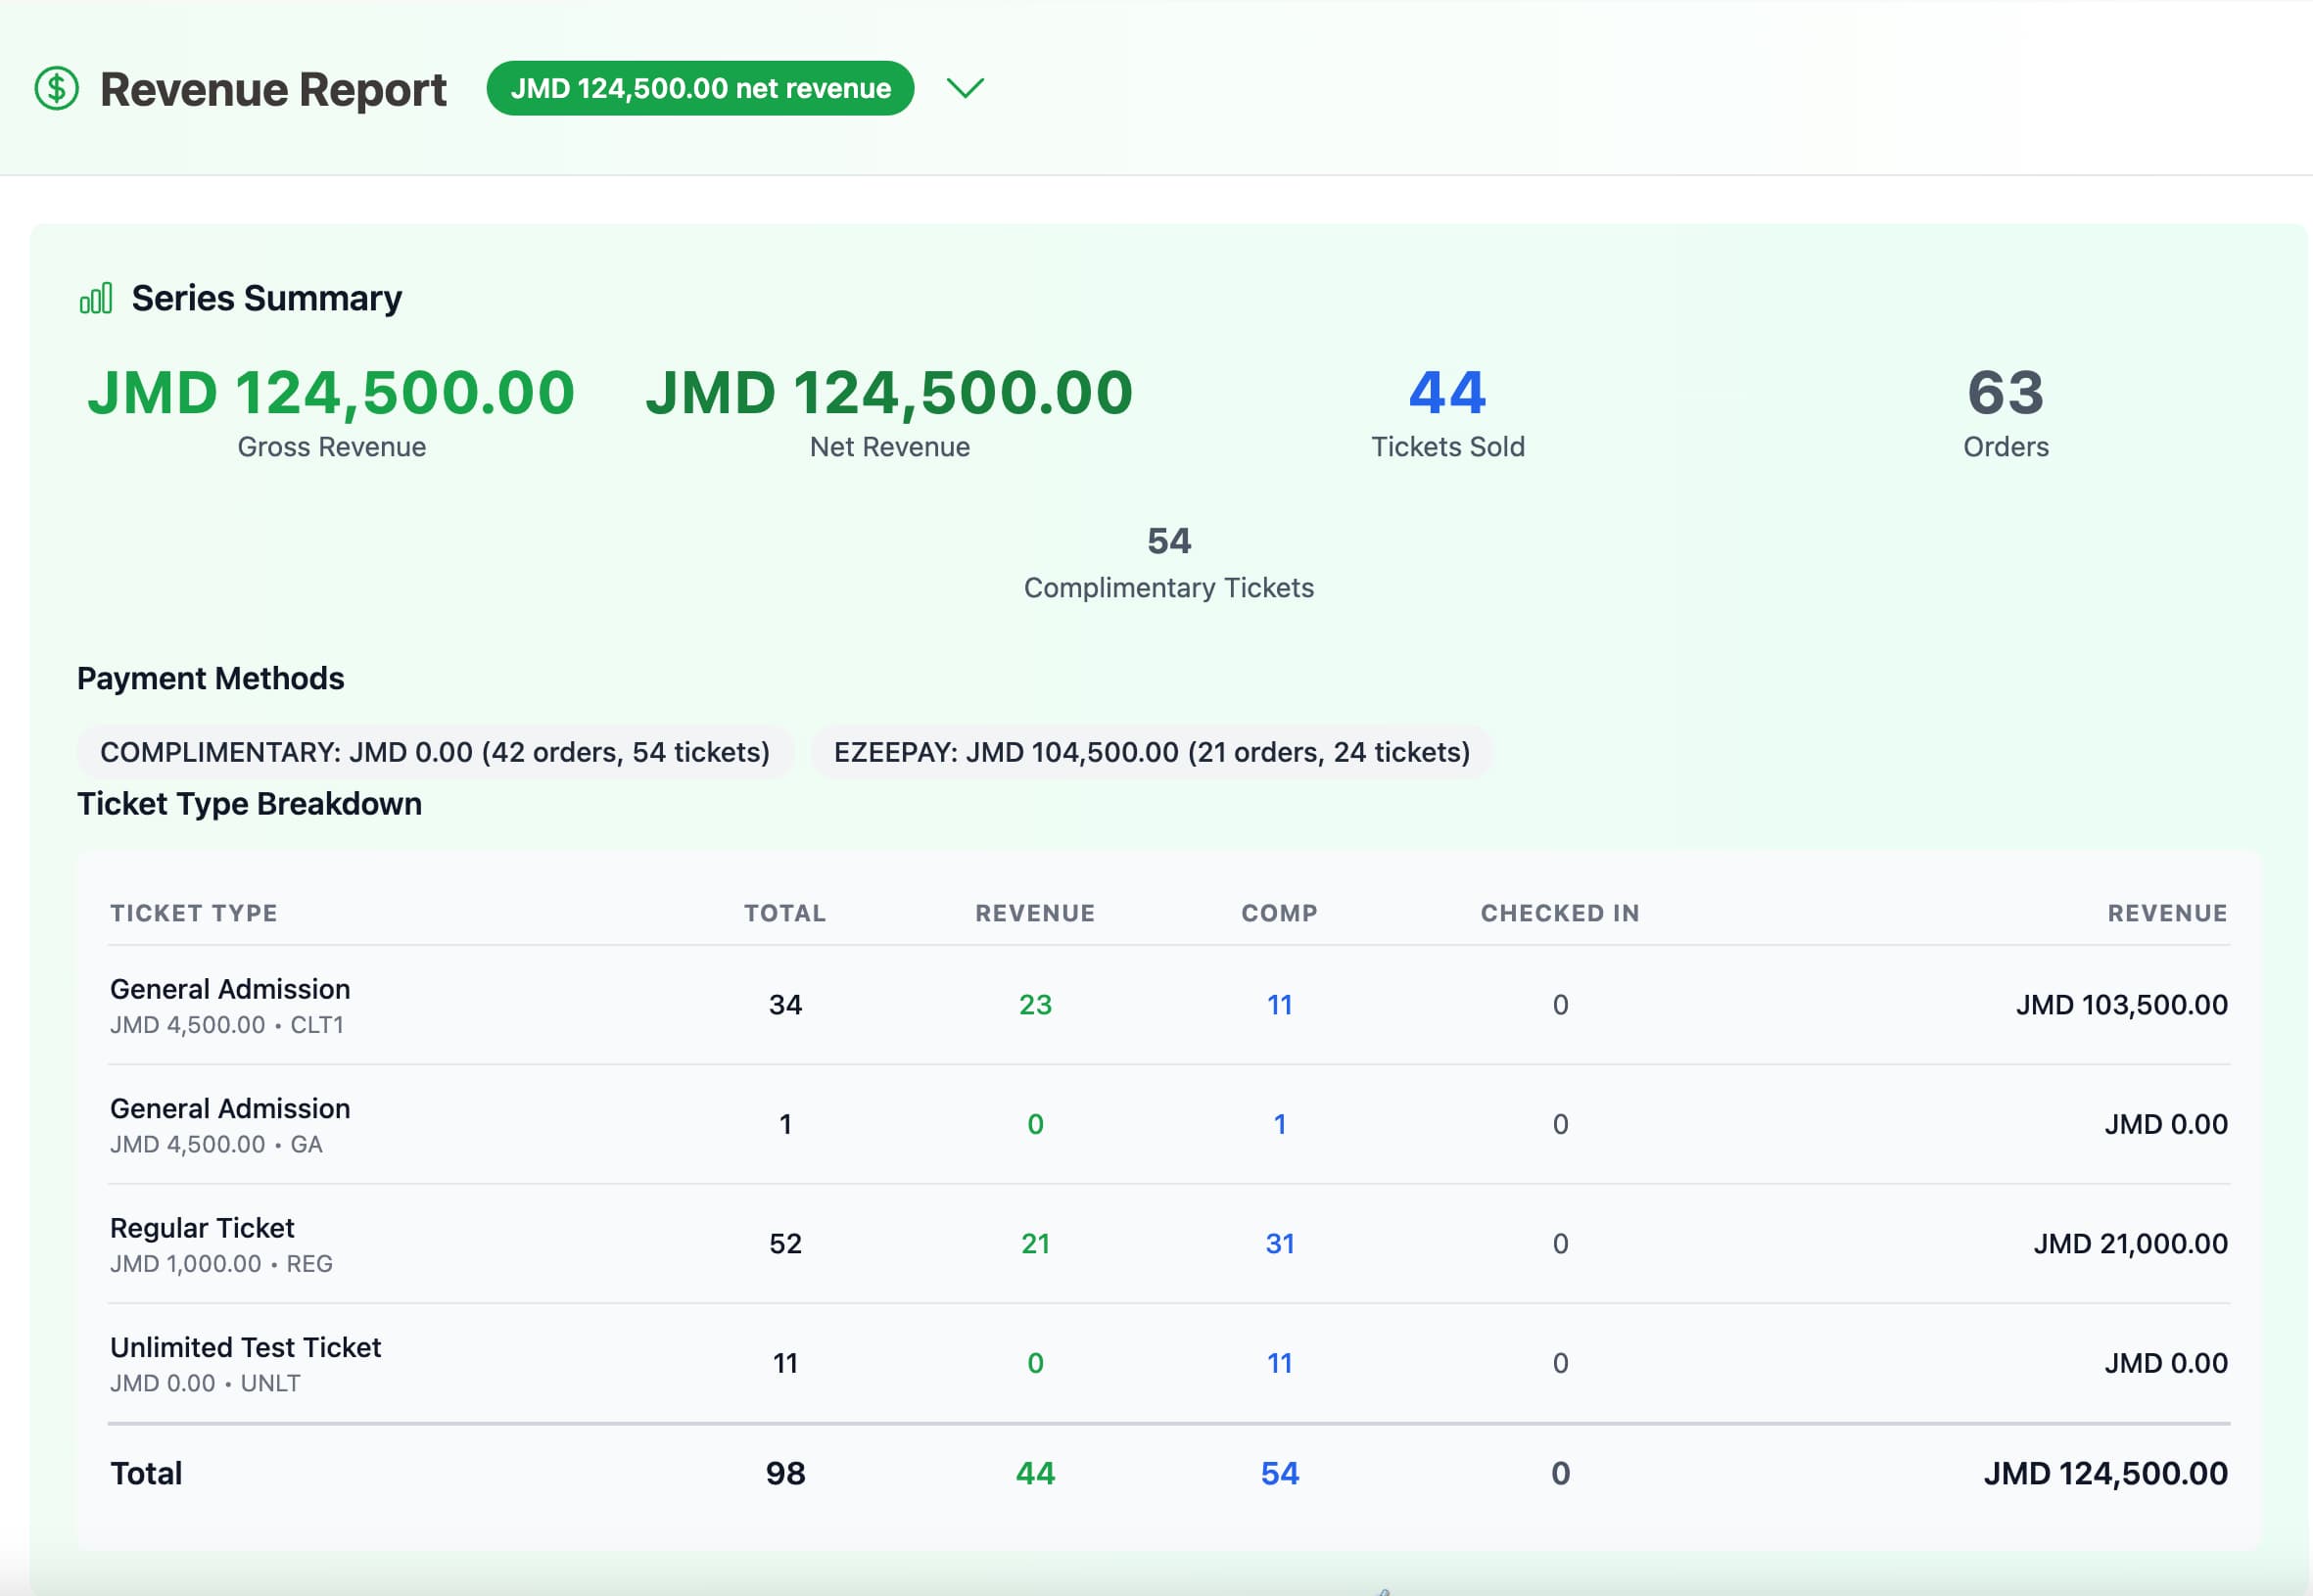 Revenue Report JMD 124,500.00 net revenue
Series Summary
JMD 124,500.00 JMD 124,500.00 44 63
Gross Revenue Net Revenue Tickets Sold Orders
54
Complimentary Tickets
Payment Methods
COMPLIMENTARY: JMD 0.00 (42 orders, 54 tickets) EZEEPAY: JMD 104,500.00 (21 orders, 24 tickets)
Ticket Type Breakdown
TICKET TYPE TOTAL REVENUE COMP CHECKED IN REVENUE
General Admission
JMD 4,500.00 • CLT1
34 23 11 0 JMD 103,500.00
General Admission
JMD 4,500.00 • GA
1 0 1 0 JMD 0.00
Regular Ticket
JMD 1,000.00 • REG
52 21 31 0 JMD 21,000.00
Unlimited Test Ticket
JMD 0.00 • UNLT
11 0 11 0 JMD 0.00
Total 98 44 54 0 JMD 124,500.00